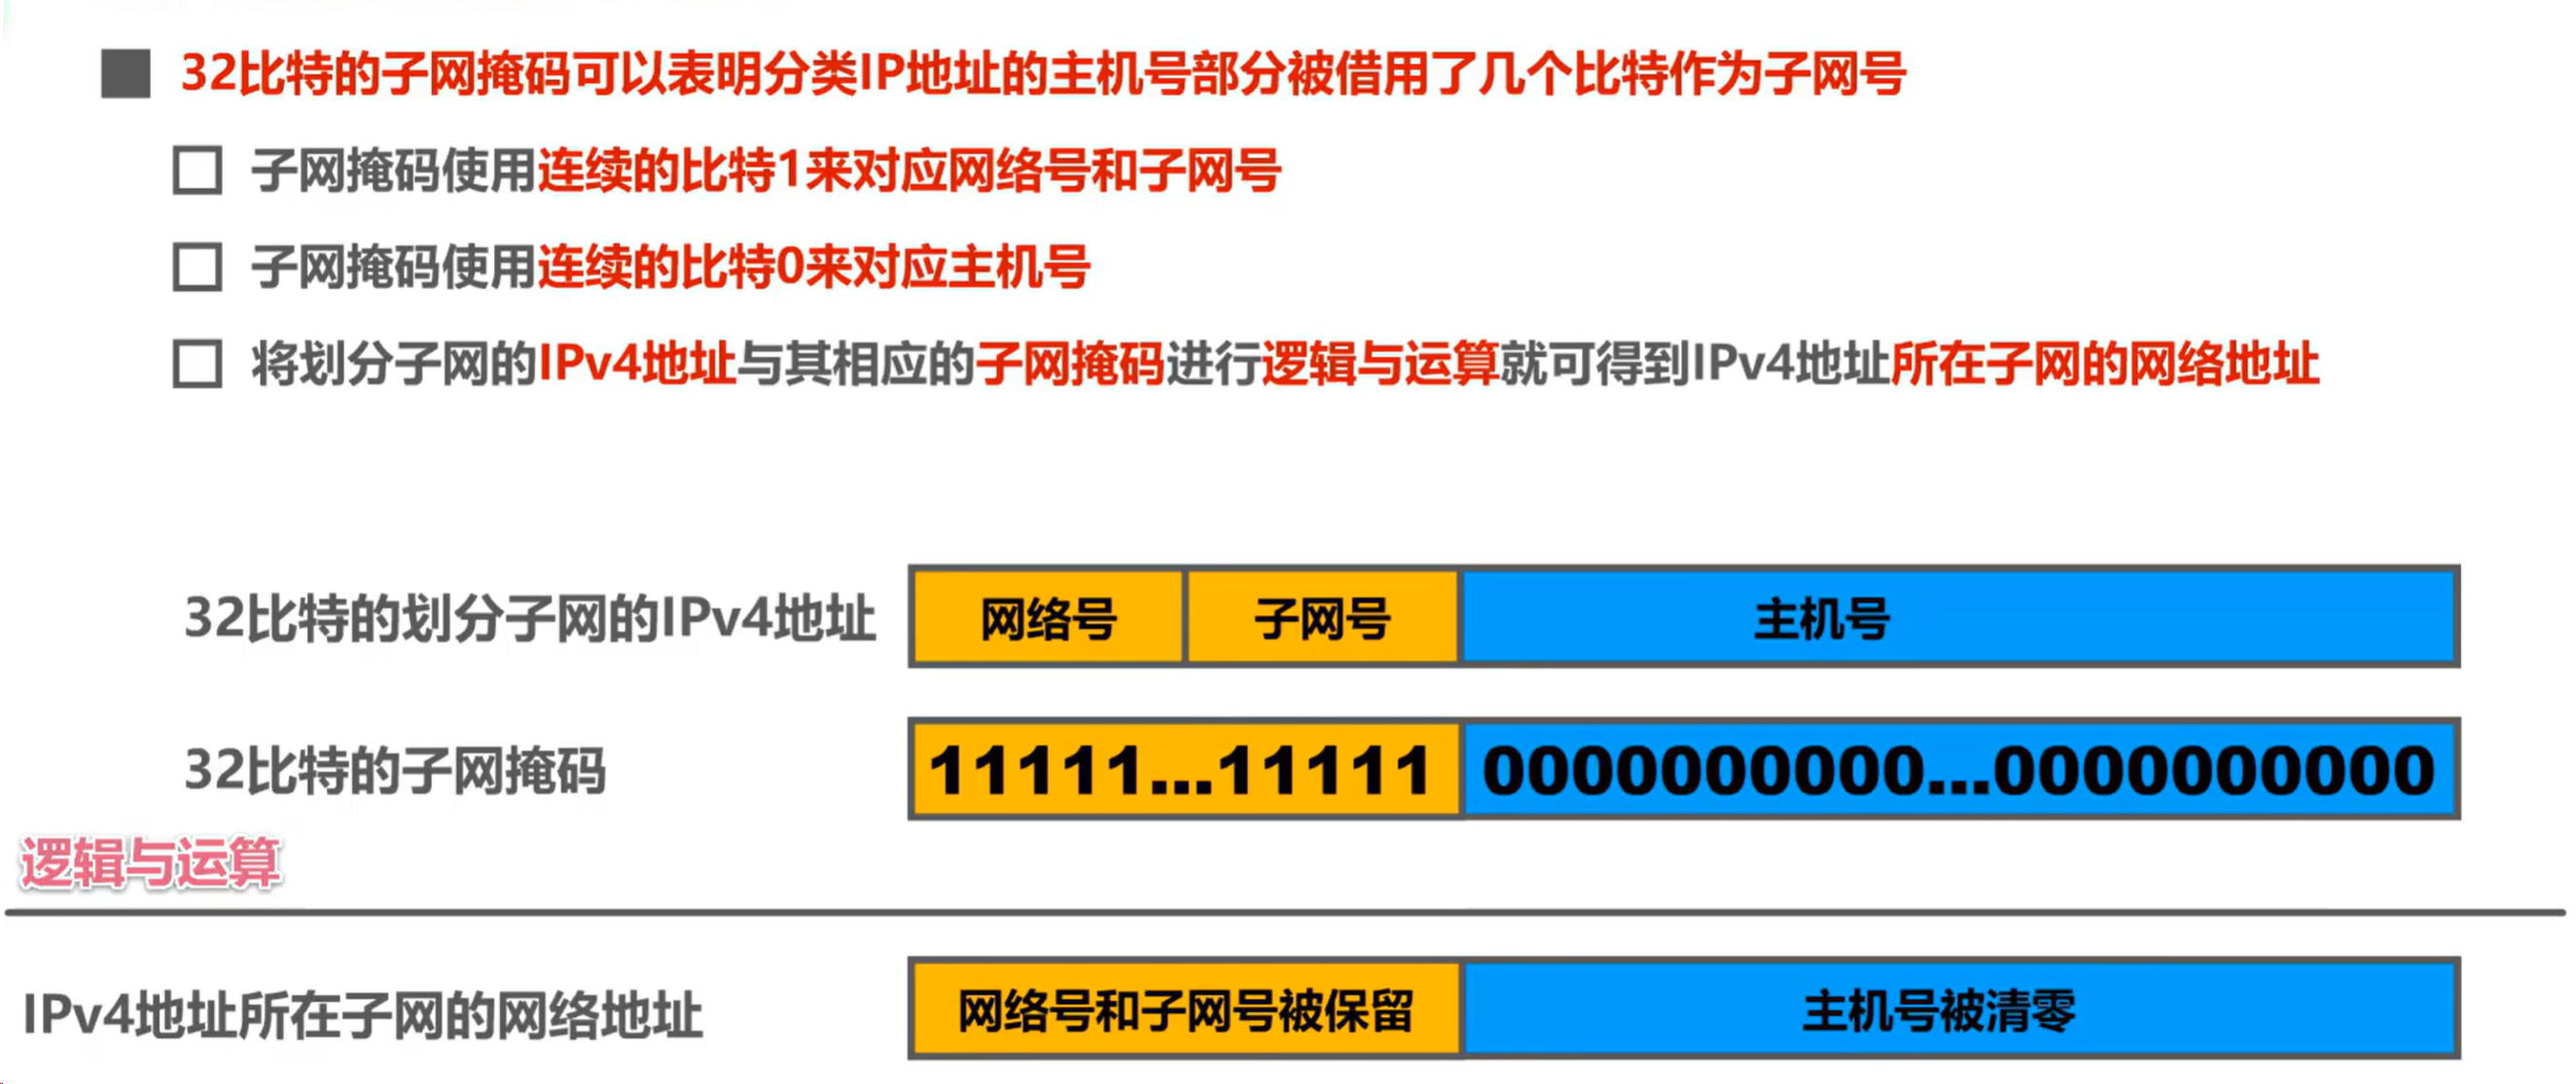 32比特的子网掩码可以表明分类IP地址的主机号部分被借用了几个比特作为子网号
子网掩码使用连续的比特1来对应网络号和子网号
子网掩码使用连续的比特0来对应主机号
将划分子网的IPv4地址与其相应的子网掩码进行逻辑与运算就可得到IPv4地址所在子网的网络地址
32比特的划分子网的IPv4地址 网络号 子网号 主机号
32比特的子网掩码 11111...11111 0000000000...0000000000
逻辑与运算
IPv4地址所在子网的网络地址 网络号和子网号被保留 主机号被清零